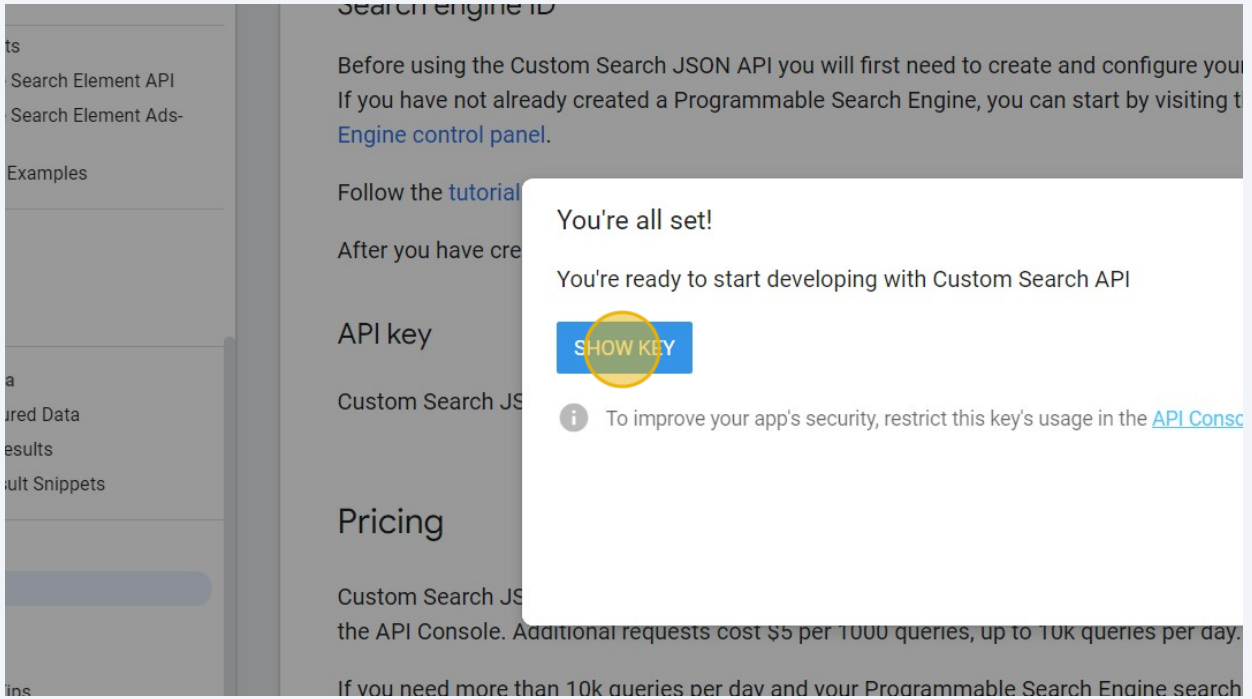 Search engine ID
ts
Search Element API
Search Element Ads-
Examples
a
ured Data
esults
ult Snippets
ips
Before using the Custom Search JSON API you will first need to create and configure your
If you have not already created a Programmable Search Engine, you can start by visiting t
Engine control panel.
Follow the tutorial
After you have cre
API key
Custom Search JS
Pricing
Custom Search JS
the API Console. Additional requests cost $5 per 1000 queries, up to 10k queries per day.
If you need more than 10k queries per day and your Programmable Search Engine search
You're all set!
You're ready to start developing with Custom Search API
SHOW KEY
To improve your app's security, restrict this key's usage in the API Conso